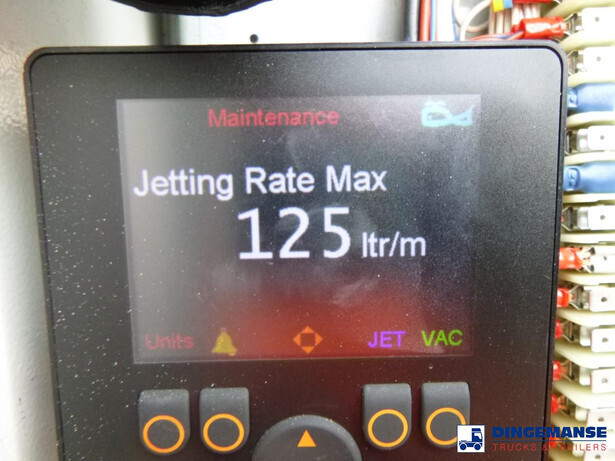 Maintenance
Jetting Rate Max
125 ltr/m
Units JET VAC
DINGEMANSE
TRUCKS & TRAILERS